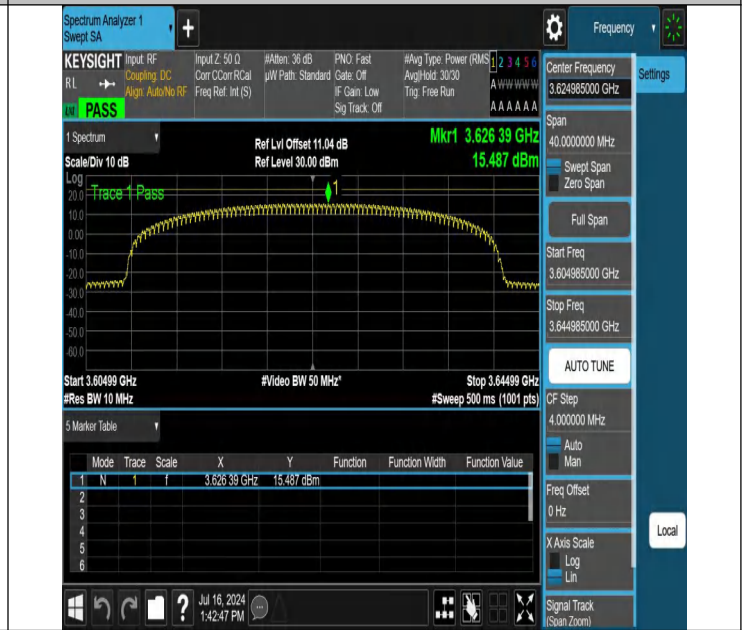 Spectrum Analyzer 1
Swept SA
+
Frequency
KEYSIGHT
Input: RF
Input Z: 50 Ω
#Atten: 36 dB
PNO: Fast
#Avg Type: Power (RMS
1 2 3 4 5 6
RL
Coupling: DC
Corr CCorr RCal
µW Path: Standard
Gate: Off
Avg|Hold: 30/30
Align: Auto/No RF
Freq Ref: Int (S)
IF Gain: Low
Trig: Free Run
A W W W W W
Sig Track: Off
A A A A A A
PASS
1 Spectrum
Ref Lvl Offset 11.04 dB
Mkr1 3.626 39 GHz
Scale/Div 10 dB
Ref Level 30.00 dBm
15.487 dBm
Log
Trace 1 Pass
1
20.0
10.0
0.00
-10.0
-20.0
-30.0
-40.0
-50.0
-60.0
Start 3.60499 GHz
#Video BW 50 MHz*
Stop 3.64499 GHz
#Res BW 10 MHz
#Sweep 500 ms (1001 pts)
5 Marker Table
Mode Trace Scale X Y Function Function Width Function Value
1 N 1 f 3.626 39 GHz 15.487 dBm
2
3
4
5
6
Jul 16, 2024
1:42:47 PM
Center Frequency
3.624985000 GHz
Settings
Span
40.0000000 MHz
Swept Span
Zero Span
Full Span
Start Freq
3.604985000 GHz
Stop Freq
3.644985000 GHz
AUTO TUNE
CF Step
4.000000 MHz
Auto
Man
Freq Offset
0 Hz
X Axis Scale
Log
Lin
Signal Track
(Span Zoom)
Local